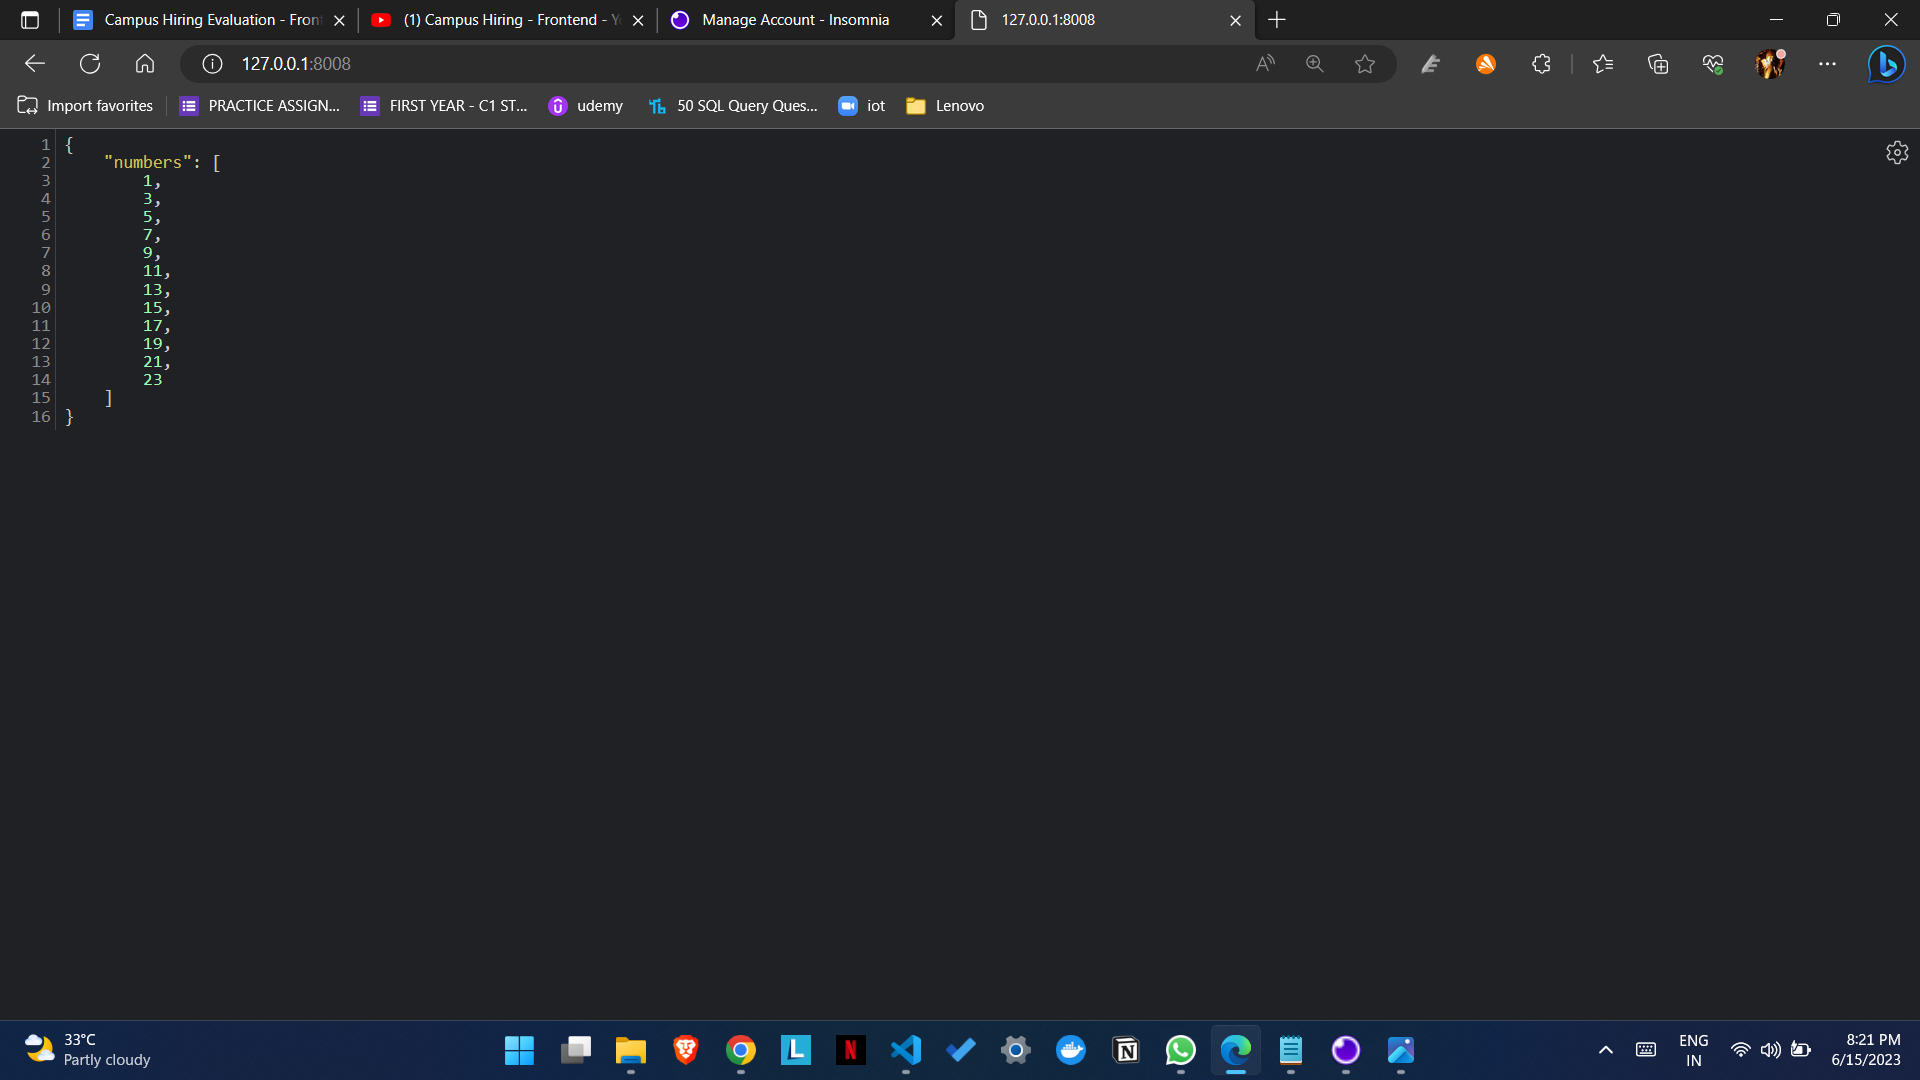 Campus Hiring Evaluation - Fron
(1) Campus Hiring - Frontend - Y
Manage Account - Insomnia
127.0.0.1:8008
127.0.0.1:8008
Import favorites
PRACTICE ASSIGN...
FIRST YEAR - C1 ST...
udemy
50 SQL Query Ques...
iot
Lenovo
1 {
2 "numbers": [
3 1,
4 3,
5 5,
6 7,
7 9,
8 11,
9 13,
10 15,
11 17,
12 19,
13 21,
14 23
15 ]
16 }
33°C
Partly cloudy
ENG
IN
8:21 PM
6/15/2023